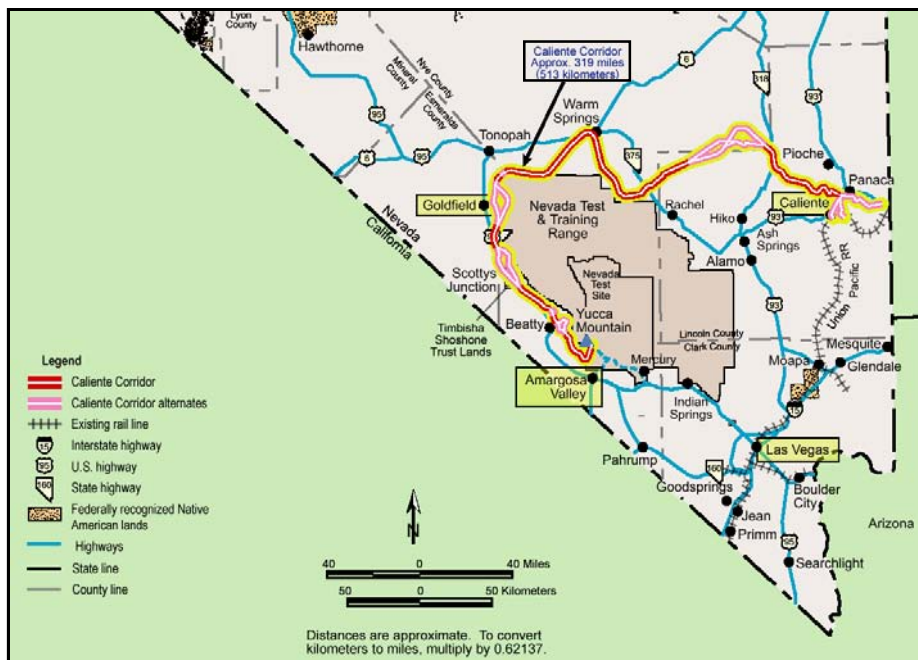 Lyon
County
Hawthorne
Mineral
County
Nye County
Esmeralda
County
95
6
95
Tonopah
Caliente Corridor
Approx. 319 miles
(513 kilometers)
Warm
Springs
6
318
93
375
Pioche
Panaca
Goldfield
Nevada Test
& Training
Range
Rachel
Caliente
Hiko
93
Ash
Springs
Alamo
Nevada
California
Scottys
Junction
Nevada
Test
Site
Timbisha
Shoshone
Trust Lands
Beatty
Yucca
Mountain
Lincoln County
Clark County
93
Union Pacific RR
Mesquite
Moapa
Glendale
Mercury
Amargosa
Valley
Indian
Springs
15
Las Vegas
Pahrump
160
Goodsprings
Boulder
City
Jean
Primm
95
Searchlight
Arizona
Legend
Caliente Corridor
Caliente Corridor alternates
Existing rail line
15
Interstate highway
95
U.S. highway
160
State highway
Federally recognized Native
American lands
Highways
State line
County line
N
40 0 40 Miles
50 0 50 Kilometers
Distances are approximate. To convert
kilometers to miles, multiply by 0.62137.